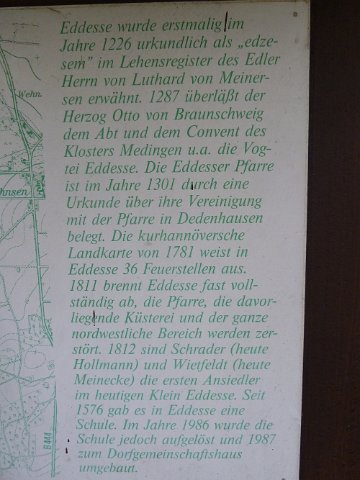 Eddesse wurde erstmalig im
Jahre 1226 urkundlich als „edze-
sem" im Lehensregister des Edler
Herrn von Luthard von Meiner-
sen erwähnt. 1287 überläßt der
Herzog Otto von Braunschweig
dem Abt und dem Convent des
Klosters Medingen u.a. die Vog-
tei Eddesse. Die Eddesser Pfarre
ist im Jahre 1301 durch eine
Urkunde über ihre Vereinigung
mit der Pfarre in Dedenhausen
belegt. Die kurhannöversche
Landkarte von 1781 weist in
Eddesse 36 Feuerstellen aus.
1811 brennt Eddesse fast voll-
ständig ab, die Pfarre, die davor-
liegende Küsterei und der ganze
nordwestliche Bereich werden zer-
stört. 1812 sind Schrader (heute
Hollmann) und Wietfeldt (heute
Meinecke) die ersten Ansiedler
im heutigen Klein Eddesse. Seit
1576 gab es in Eddesse eine
Schule. Im Jahre 1986 wurde die
Schule jedoch aufgelöst und 1987
zum Dorfgemeinschaftshaus
umgebaut.
Wehn.
hnsen
B 444